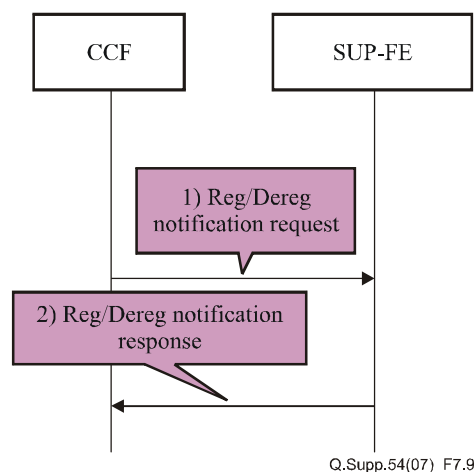 CCF
SUP-FE
1) Reg/Dereg
notification request
2) Reg/Dereg notification
response
Q.Supp.54(07)_F7.9